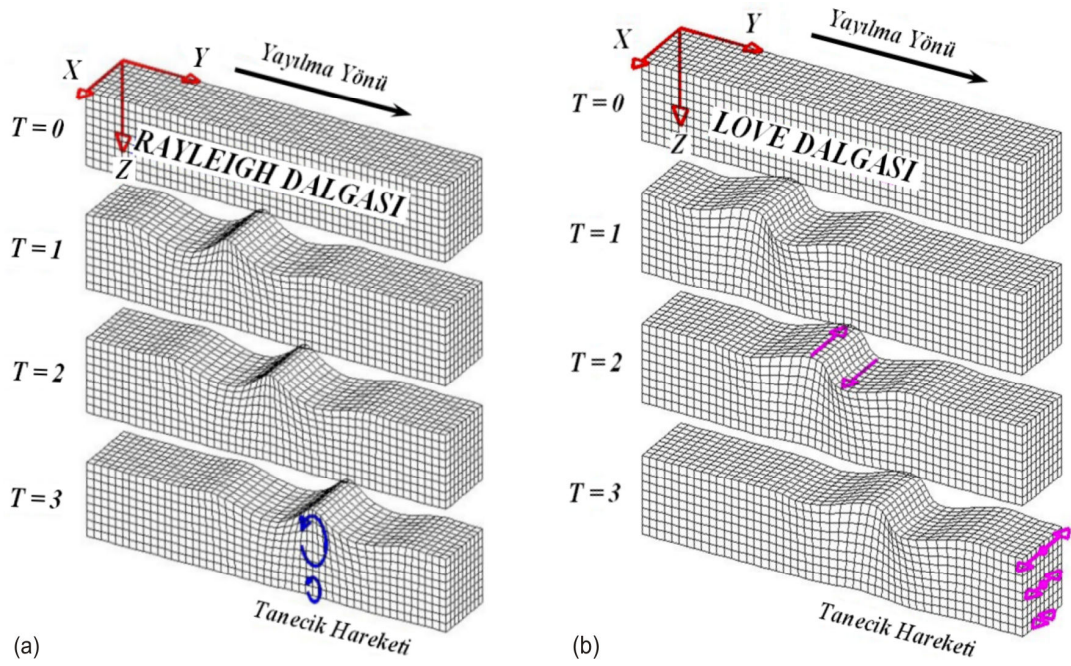 X
Y
Z
Yayılma Yönü
T = 0
RAYLEIGH DALGASI
T = 1
T = 2
T = 3
Tanecik Hareketi
(a)
X
Y
Z
Yayılma Yönü
T = 0
LOVE DALGASI
T = 1
T = 2
T = 3
Tanecik Hareketi
(b)